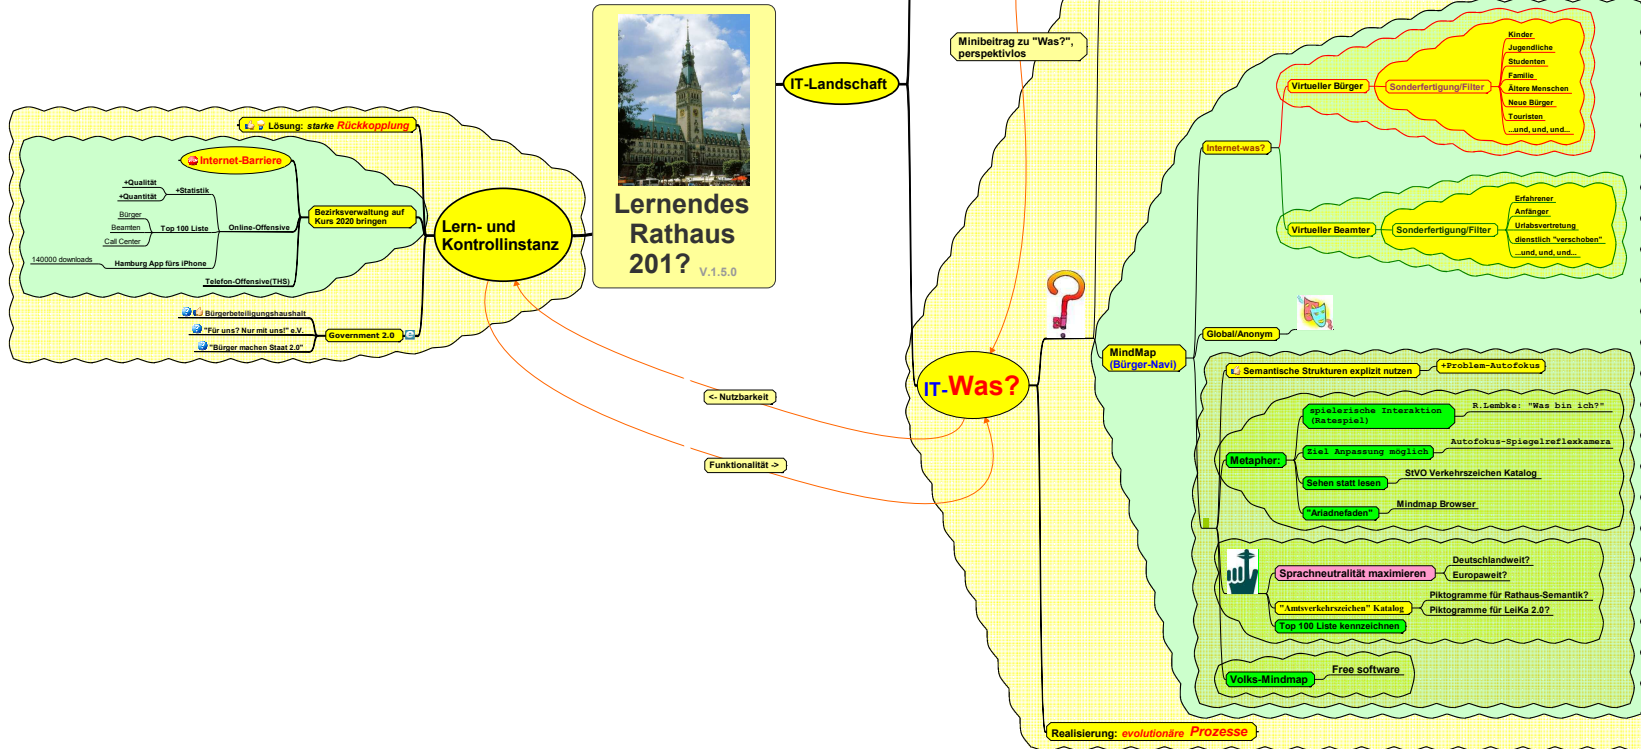 Lernendes
Rathaus
201? V.1.5.0
Lern- und
Kontrollinstanz
Lösung: starke Rückkopplung
Internet-Barriere
Bezirksverwaltung auf
Kurs 2020 bringen
Online-Offensive
+Statistik
+Qualität
+Quantität
Top 100 Liste
Bürger
Beamten
Call Center
Hamburg App fürs iPhone
140000 downloads
Telefon-Offensive(THS)
Government 2.0
Bürgerbeteiligungshaushalt
"Für uns? Nur mit uns!" e.V.
"Bürger machen Staat 2.0"
<- Nutzbarkeit
Funktionalität ->
IT-Landschaft
Minibeitrag zu "Was?",
perspektivlos
IT-Was?
MindMap
(Bürger-Navi)
Internet-was?
Virtueller Bürger
Sonderfertigung/Filter
Kinder
Jugendliche
Studenten
Familie
Ältere Menschen
Neue Bürger
Touristen
...und, und, und...
Virtueller Beamter
Sonderfertigung/Filter
Erfahrener
Anfänger
Urlabsvertretung
dienstlich "verschoben"
...und, und, und...
Global/Anonym
Semantische Strukturen explizit nutzen
+Problem-Autofokus
Metapher:
spielerische Interaktion
(Ratespiel)
R.Lembke: "Was bin ich?"
Ziel Anpassung möglich
Autofokus-Spiegelreflexkamera
Sehen statt lesen
StVO Verkehrszeichen Katalog
"Ariadnefaden"
Mindmap Browser
Sprachneutralität maximieren
Deutschlandweit?
Europaweit?
"Amtsverkehrszeichen" Katalog
Piktogramme für Rathaus-Semantik?
Piktogramme für LeiKa 2.0?
Top 100 Liste kennzeichnen
Volks-Mindmap
Free software
Realisierung: evolutionäre Prozesse